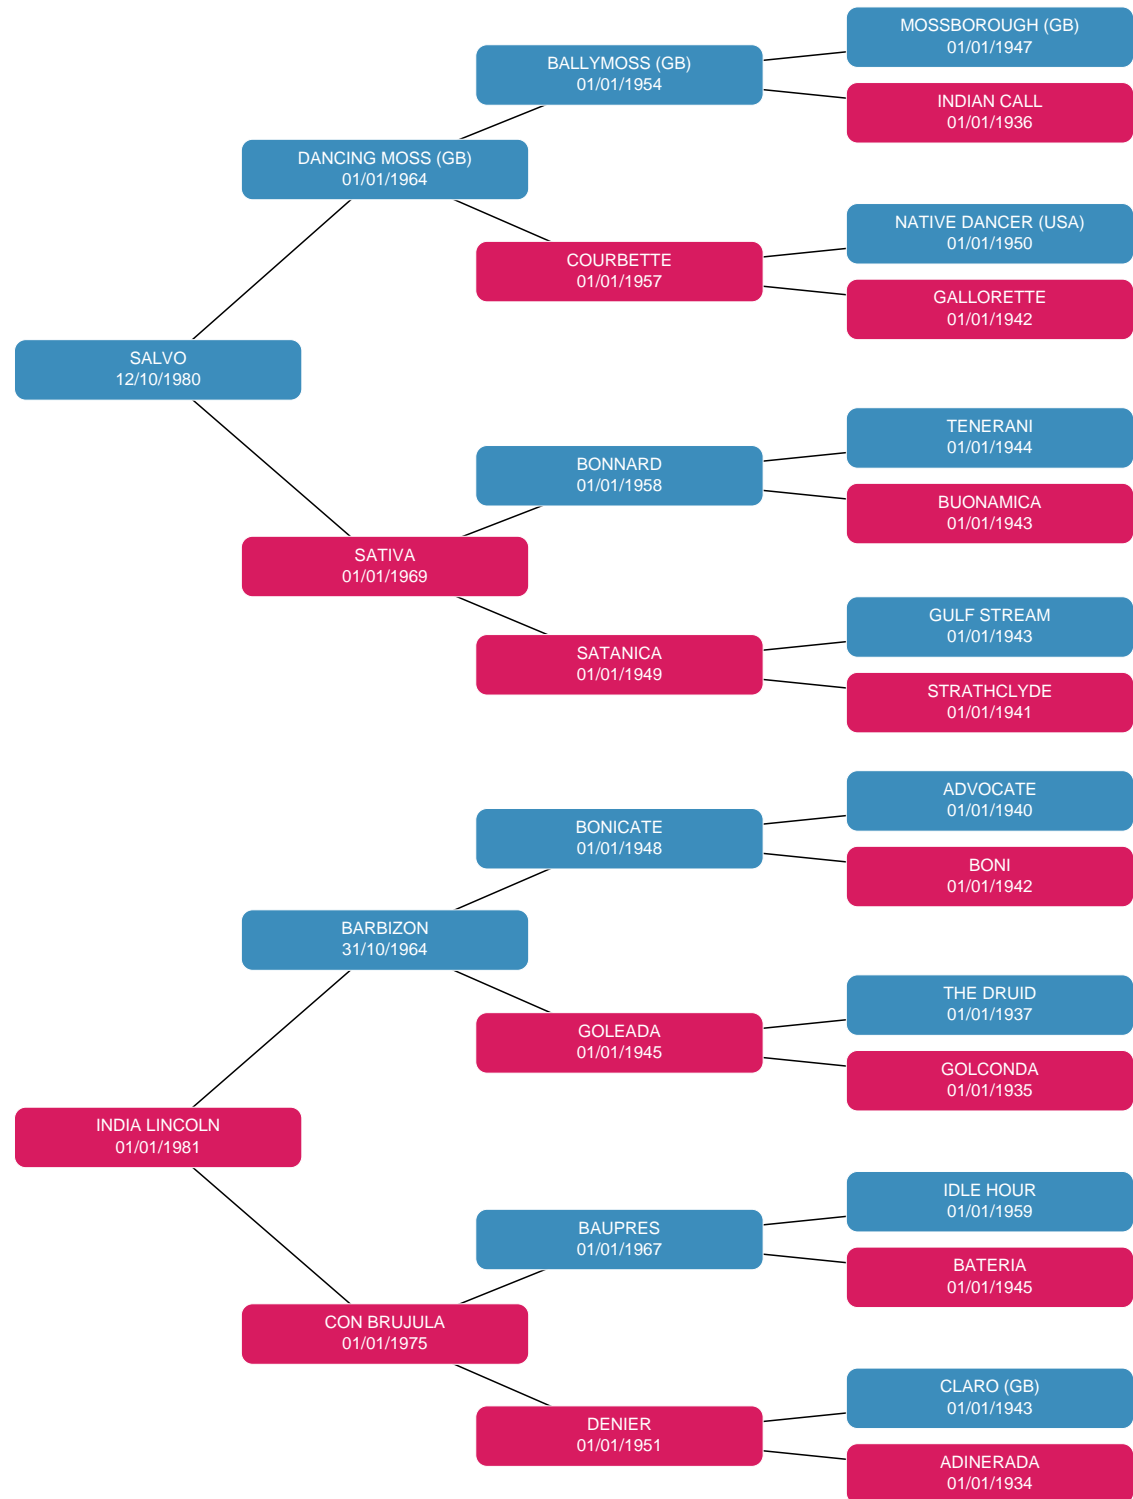 MOSSBOROUGH (GB)
01/01/1947
BALLYMOSS (GB)
01/01/1954
INDIAN CALL
01/01/1936
DANCING MOSS (GB)
01/01/1964
NATIVE DANCER (USA)
01/01/1950
COURBETTE
01/01/1957
GALLORETTE
01/01/1942
SALVO
12/10/1980
TENERANI
01/01/1944
BONNARD
01/01/1958
BUONAMICA
01/01/1943
SATIVA
01/01/1969
GULF STREAM
01/01/1943
SATANICA
01/01/1949
STRATHCLYDE
01/01/1941
ADVOCATE
01/01/1940
BONICATE
01/01/1948
BONI
01/01/1942
BARBIZON
31/10/1964
THE DRUID
01/01/1937
GOLEADA
01/01/1945
GOLCONDA
01/01/1935
INDIA LINCOLN
01/01/1981
IDLE HOUR
01/01/1959
BAUPRES
01/01/1967
BATERIA
01/01/1945
CON BRUJULA
01/01/1975
CLARO (GB)
01/01/1943
DENIER
01/01/1951
ADINERADA
01/01/1934